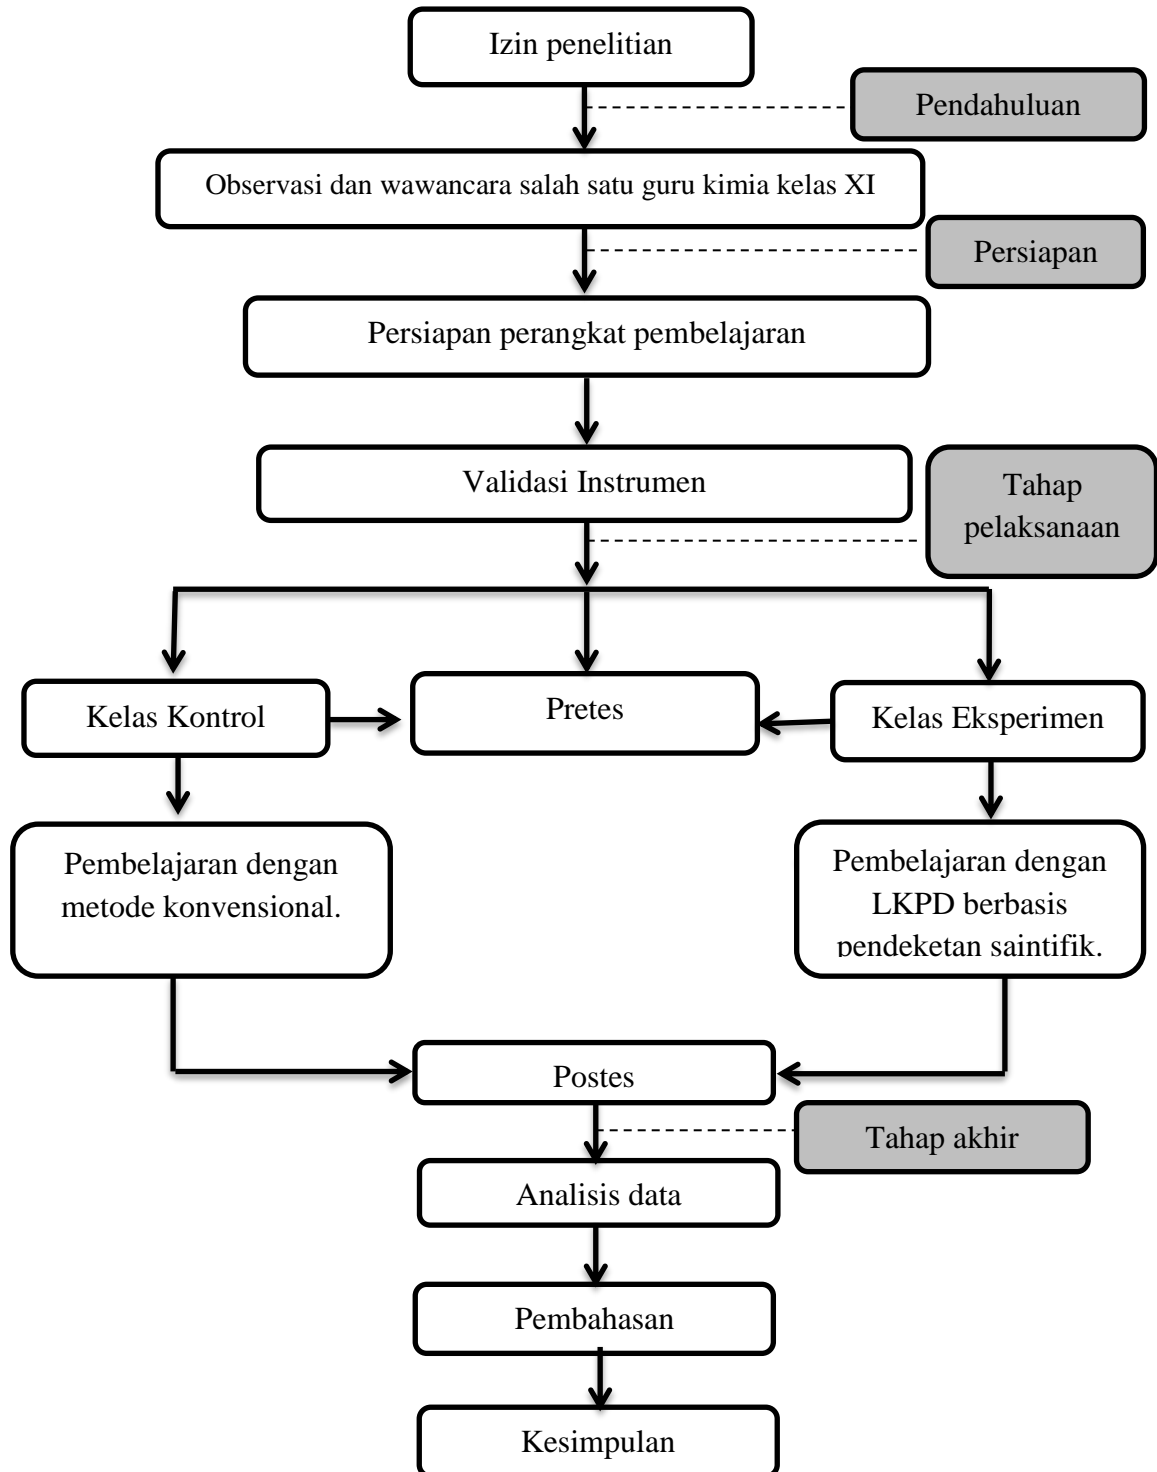 Izin penelitian
Pendahuluan
Observasi dan wawancara salah satu guru kimia kelas XI
Persiapan
Persiapan perangkat pembelajaran
Validasi Instrumen
Tahap
pelaksanaan
Kelas Kontrol
Pretes
Kelas Eksperimen
Pembelajaran dengan
metode konvensional.
Pembelajaran dengan
LKPD berbasis
pendeketan saintifik.
Postes
Tahap akhir
Analisis data
Pembahasan
Kesimpulan